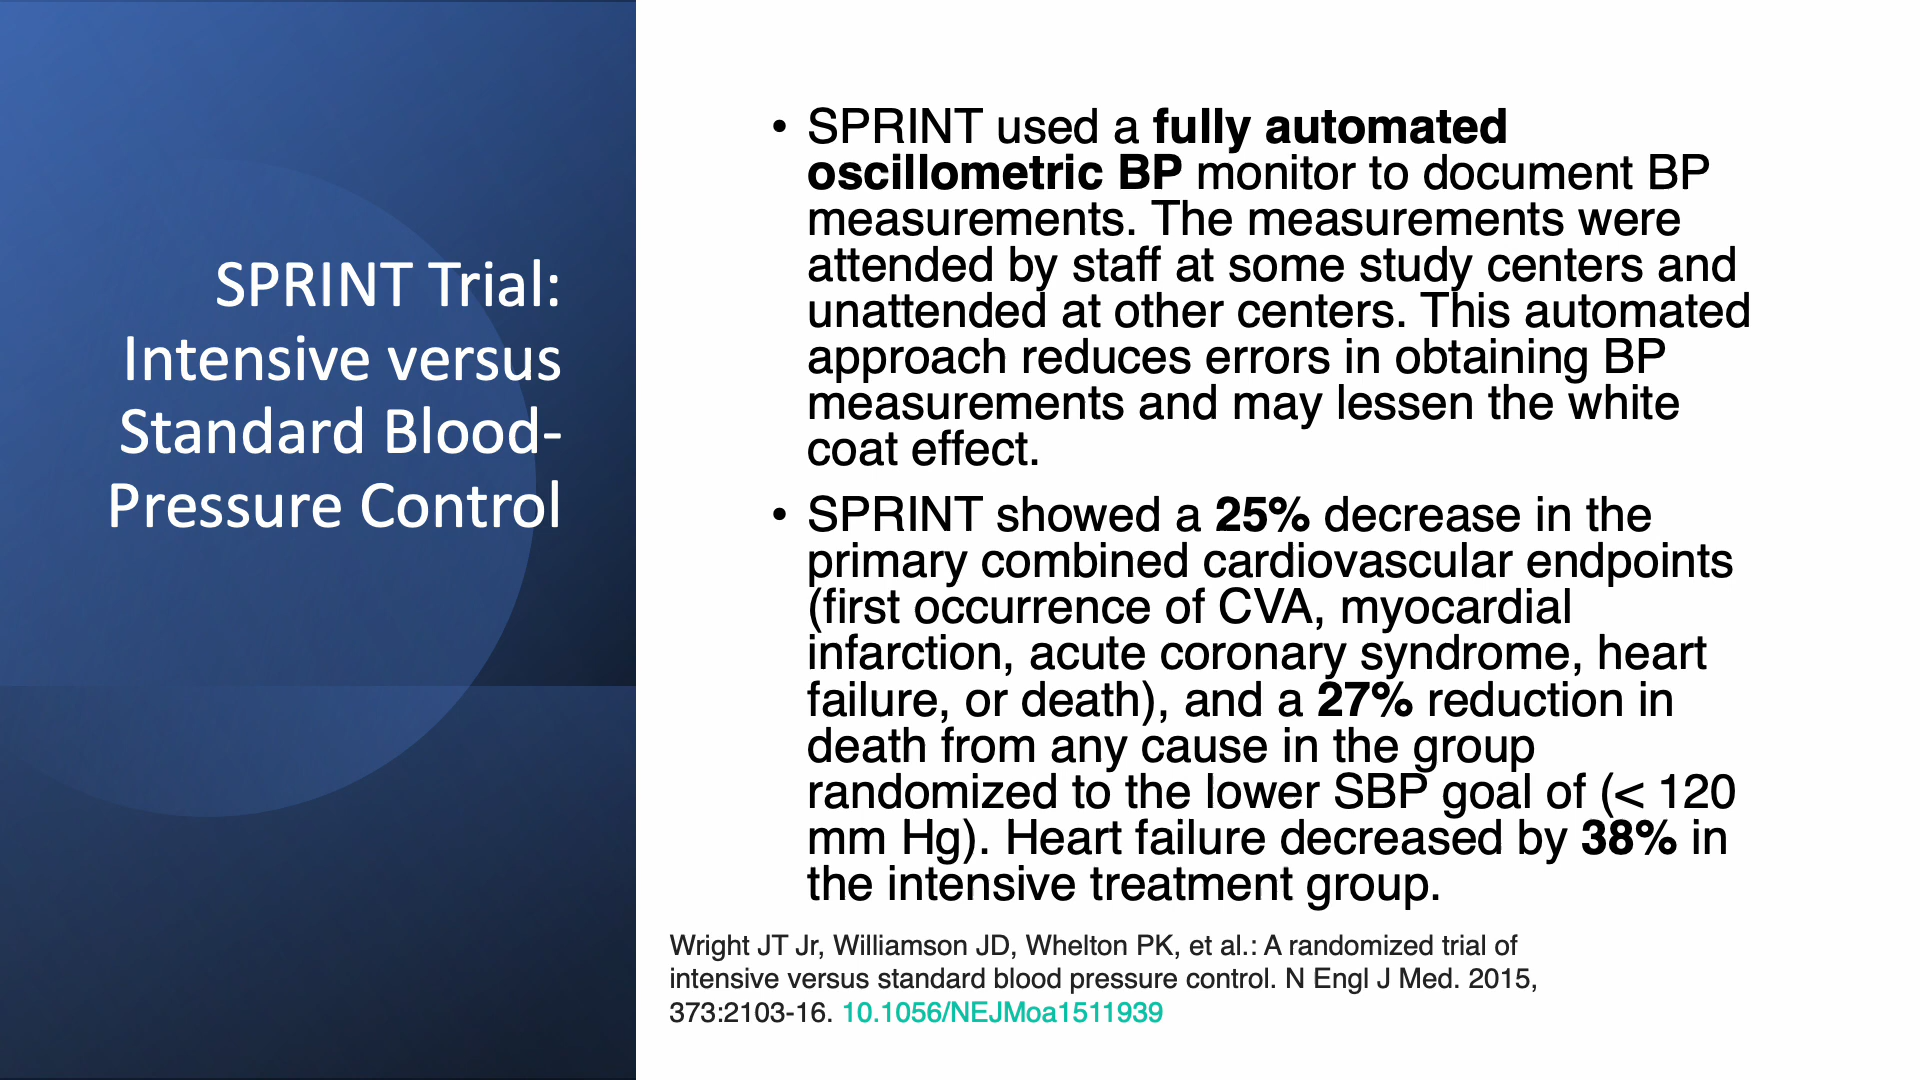 SPRINT Trial:
Intensive versus
Standard Blood-
Pressure Control
• SPRINT used a fully automated
oscillometric BP monitor to document BP
measurements. The measurements were
attended by staff at some study centers and
unattended at other centers. This automated
approach reduces errors in obtaining BP
measurements and may lessen the white
coat effect.
• SPRINT showed a 25% decrease in the
primary combined cardiovascular endpoints
(first occurrence of CVA, myocardial
infarction, acute coronary syndrome, heart
failure, or death), and a 27% reduction in
death from any cause in the group
randomized to the lower SBP goal of (< 120
mm Hg). Heart failure decreased by 38% in
the intensive treatment group.
Wright JT Jr, Williamson JD, Whelton PK, et al.: A randomized trial of
intensive versus standard blood pressure control. N Engl J Med. 2015,
373:2103-16. 10.1056/NEJMoa1511939